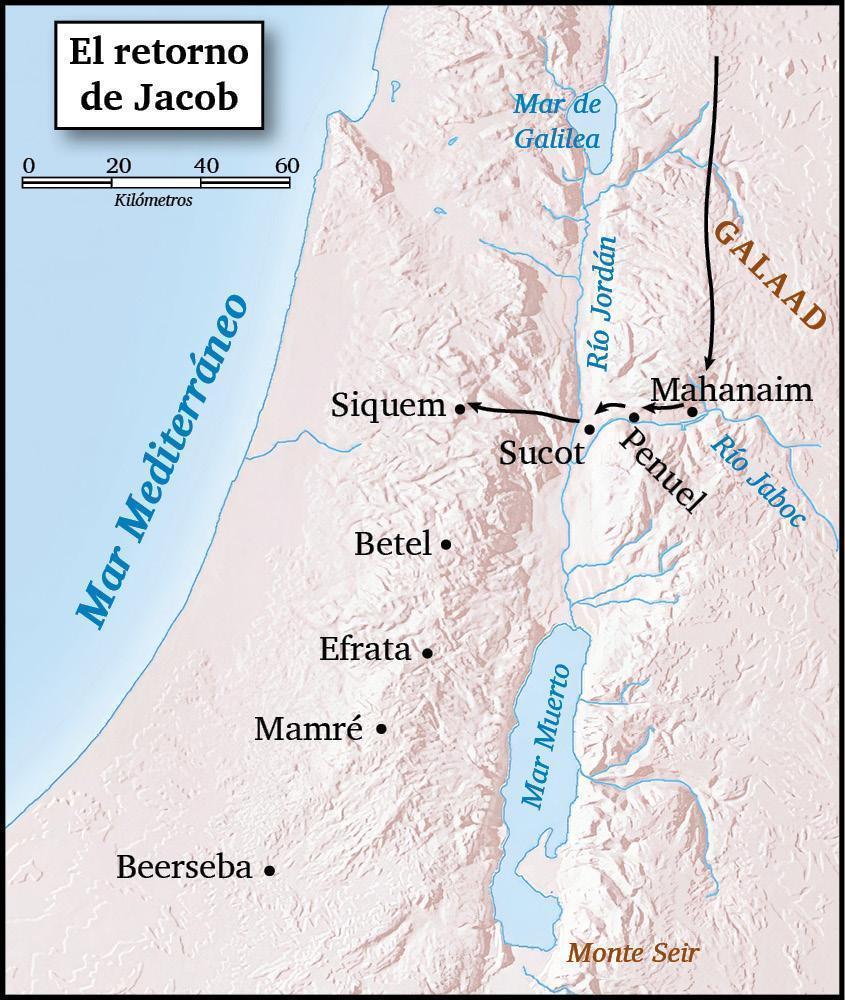 El retorno
de Jacob
0 20 40 60
Kilómetros
Mar de
Galilea
GALAAD
Río Jordán
Mar Mediterráneo
Mahanaim
Siquem
Sucot
Penuel
Río Jaboc
Betel
Efrata
Mar Muerto
Mamré
Beerseba
Monte Seir